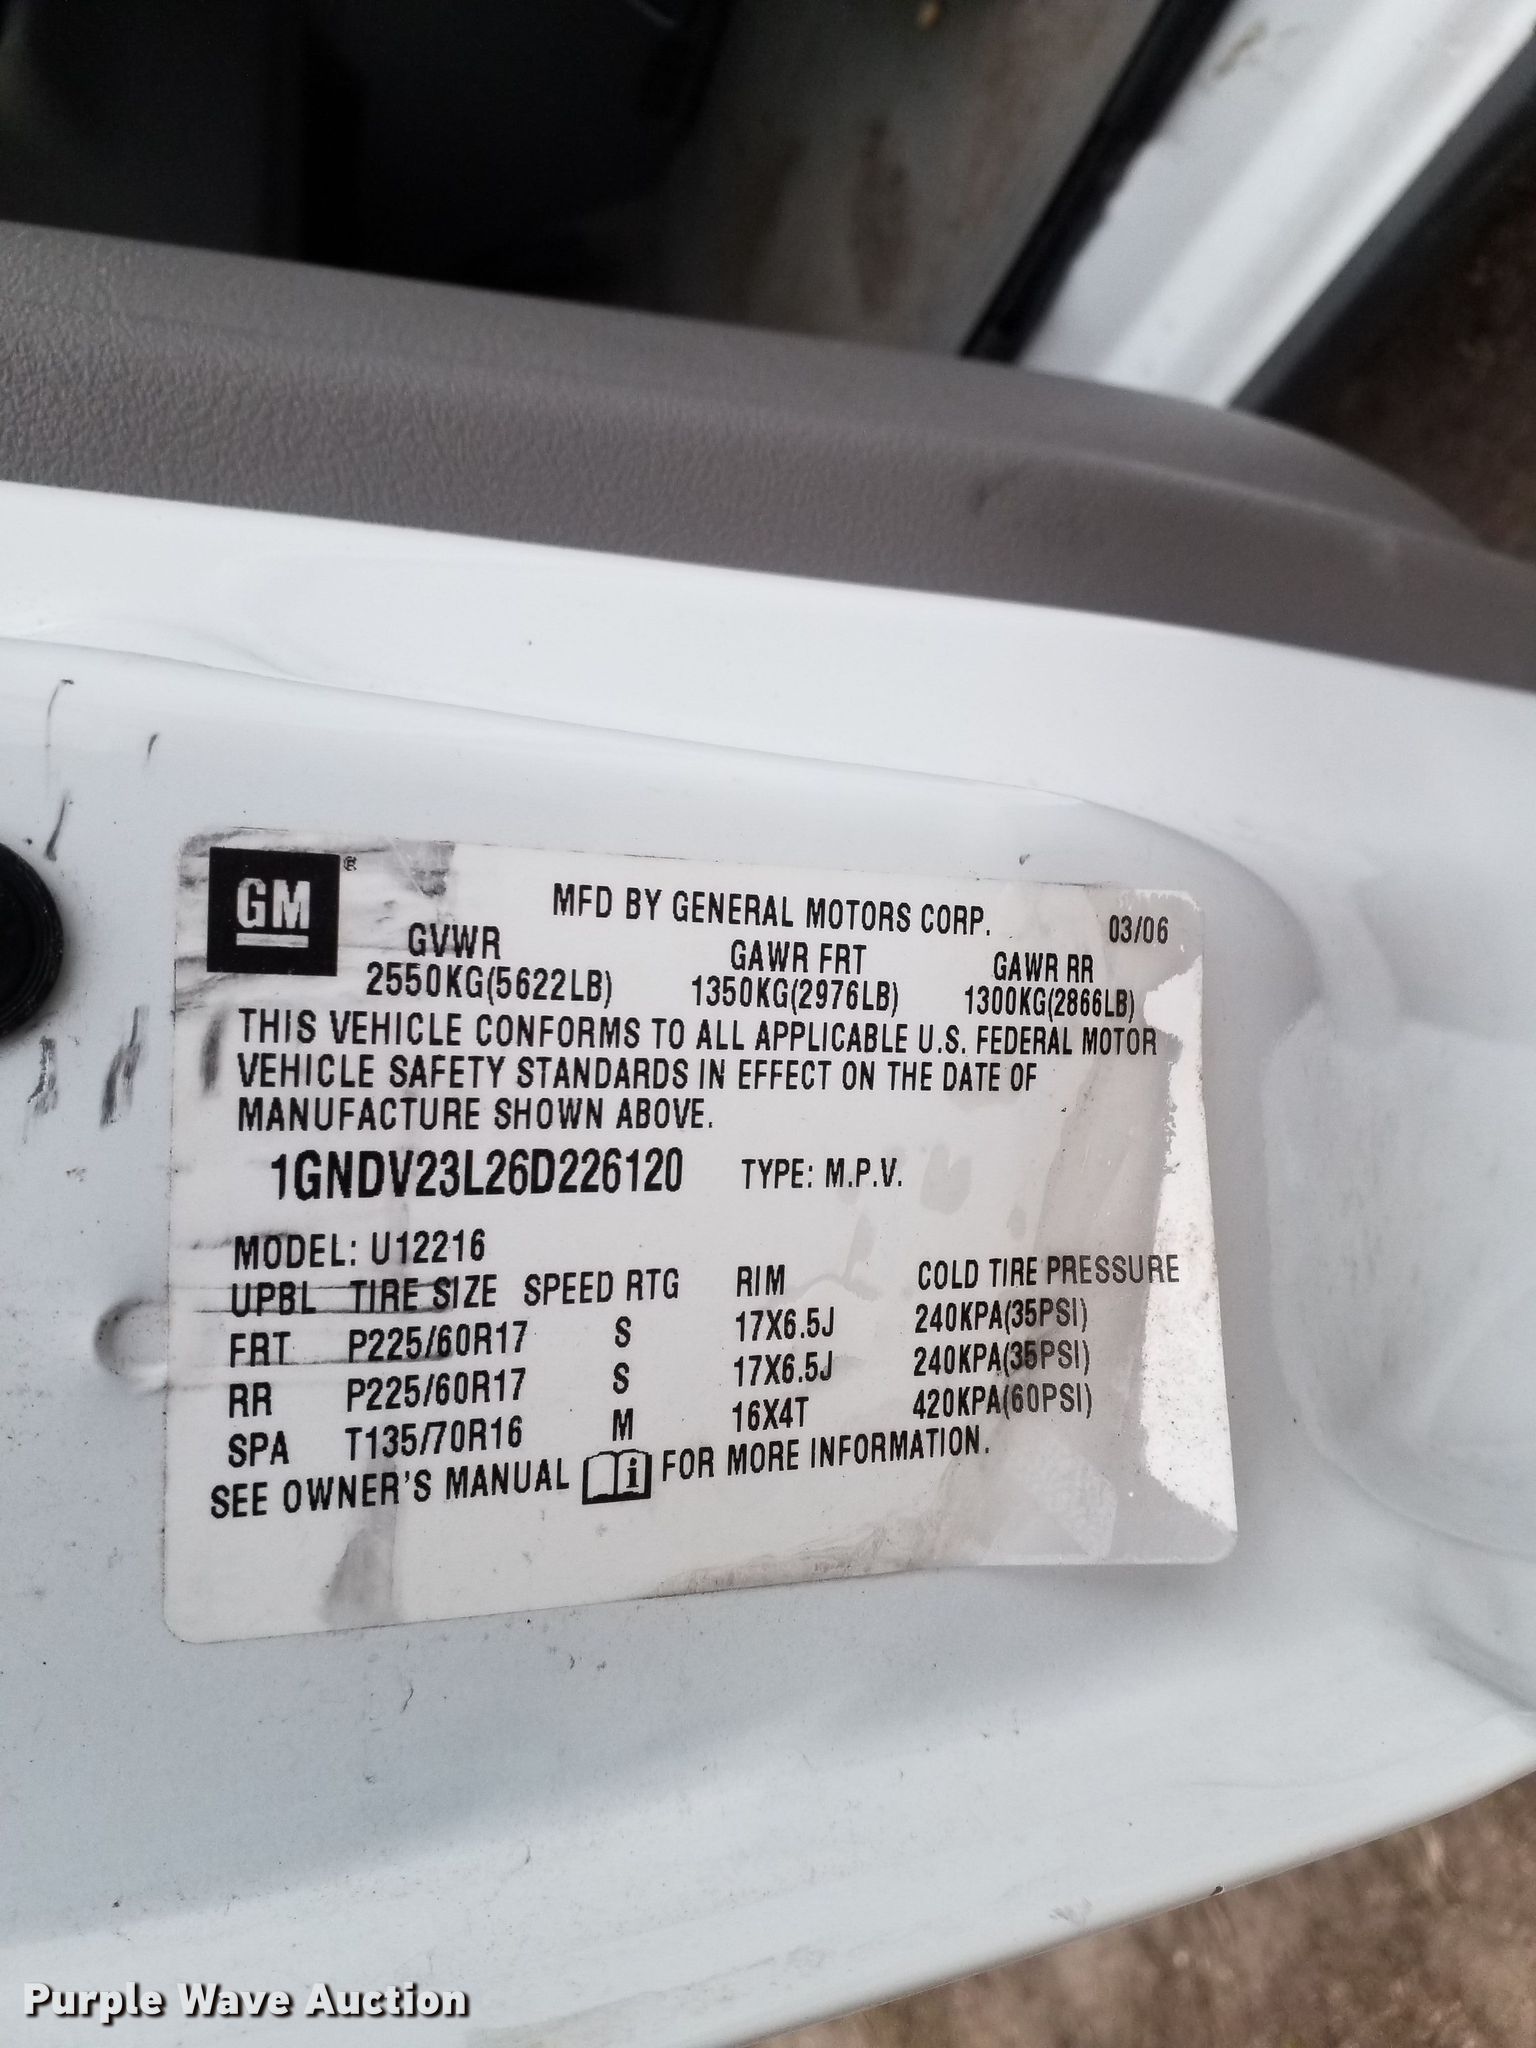 GM ®
MFD BY GENERAL MOTORS CORP. 03/06
GVWR GAWR FRT GAWR RR
2550KG(5622LB) 1350KG(2976LB) 1300KG(2866LB)
THIS VEHICLE CONFORMS TO ALL APPLICABLE U.S. FEDERAL MOTOR
VEHICLE SAFETY STANDARDS IN EFFECT ON THE DATE OF
MANUFACTURE SHOWN ABOVE.
1GNDV23L26D226120 TYPE: M.P.V.
MODEL: U12216
UPBL TIRE SIZE SPEED RTG RIM COLD TIRE PRESSURE
FRT P225/60R17 S 17X6.5J 240KPA(35PSI)
RR P225/60R17 S 17X6.5J 240KPA(35PSI)
SPA T135/70R16 M 16X4T 420KPA(60PSI)
SEE OWNER'S MANUAL i FOR MORE INFORMATION.
Purple Wave Auction